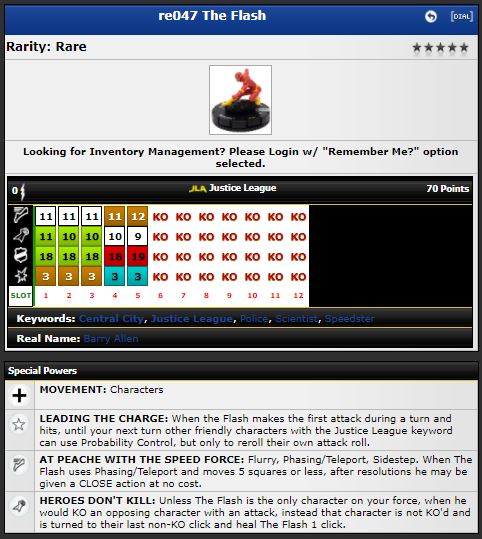 re047 The Flash
[DIAL]
Rarity: Rare
Looking for Inventory Management? Please Login w/ "Remember Me?" option
selected.
0 JLA Justice League 70 Points
11 11 11 11 12 KO KO KO KO KO KO KO
11 10 10 10 9 KO KO KO KO KO KO KO
18 18 18 18 19 KO KO KO KO KO KO KO
3 3 3 3 3 KO KO KO KO KO KO KO
SLOT 1 2 3 4 5 6 7 8 9 10 11 12
Keywords: Central City, Justice League, Police, Scientist, Speedster
Real Name: Barry Allen
Special Powers
MOVEMENT: Characters
LEADING THE CHARGE: When the Flash makes the first attack during a turn and
hits, until your next turn other friendly characters with the Justice League keyword
can use Probability Control, but only to reroll their own attack roll.
AT PEACHE WITH THE SPEED FORCE: Flurry, Phasing/Teleport, Sidestep. When The
Flash uses Phasing/Teleport and moves 5 squares or less, after resolutions he may be
given a CLOSE action at no cost.
HEROES DON'T KILL: Unless The Flash is the only character on your force, when he
would KO an opposing character with an attack, instead that character is not KO'd and
is turned to their last non-KO click and heal The Flash 1 click.